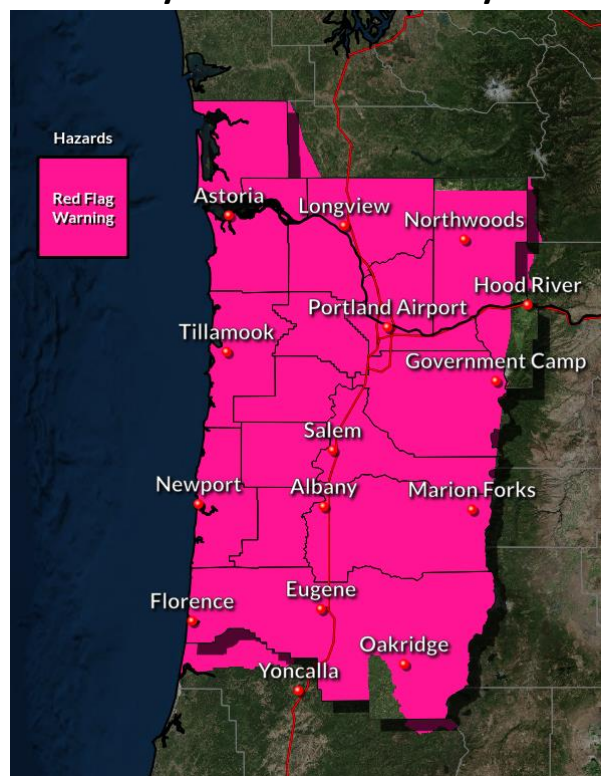 Hazards
Red Flag
Warning
Astoria
Longview
Northwoods
Hood River
Portland Airport
Tillamook
Government Camp
Salem
Newport
Albany
Marion Forks
Florence
Eugene
Oakridge
Yoncalla